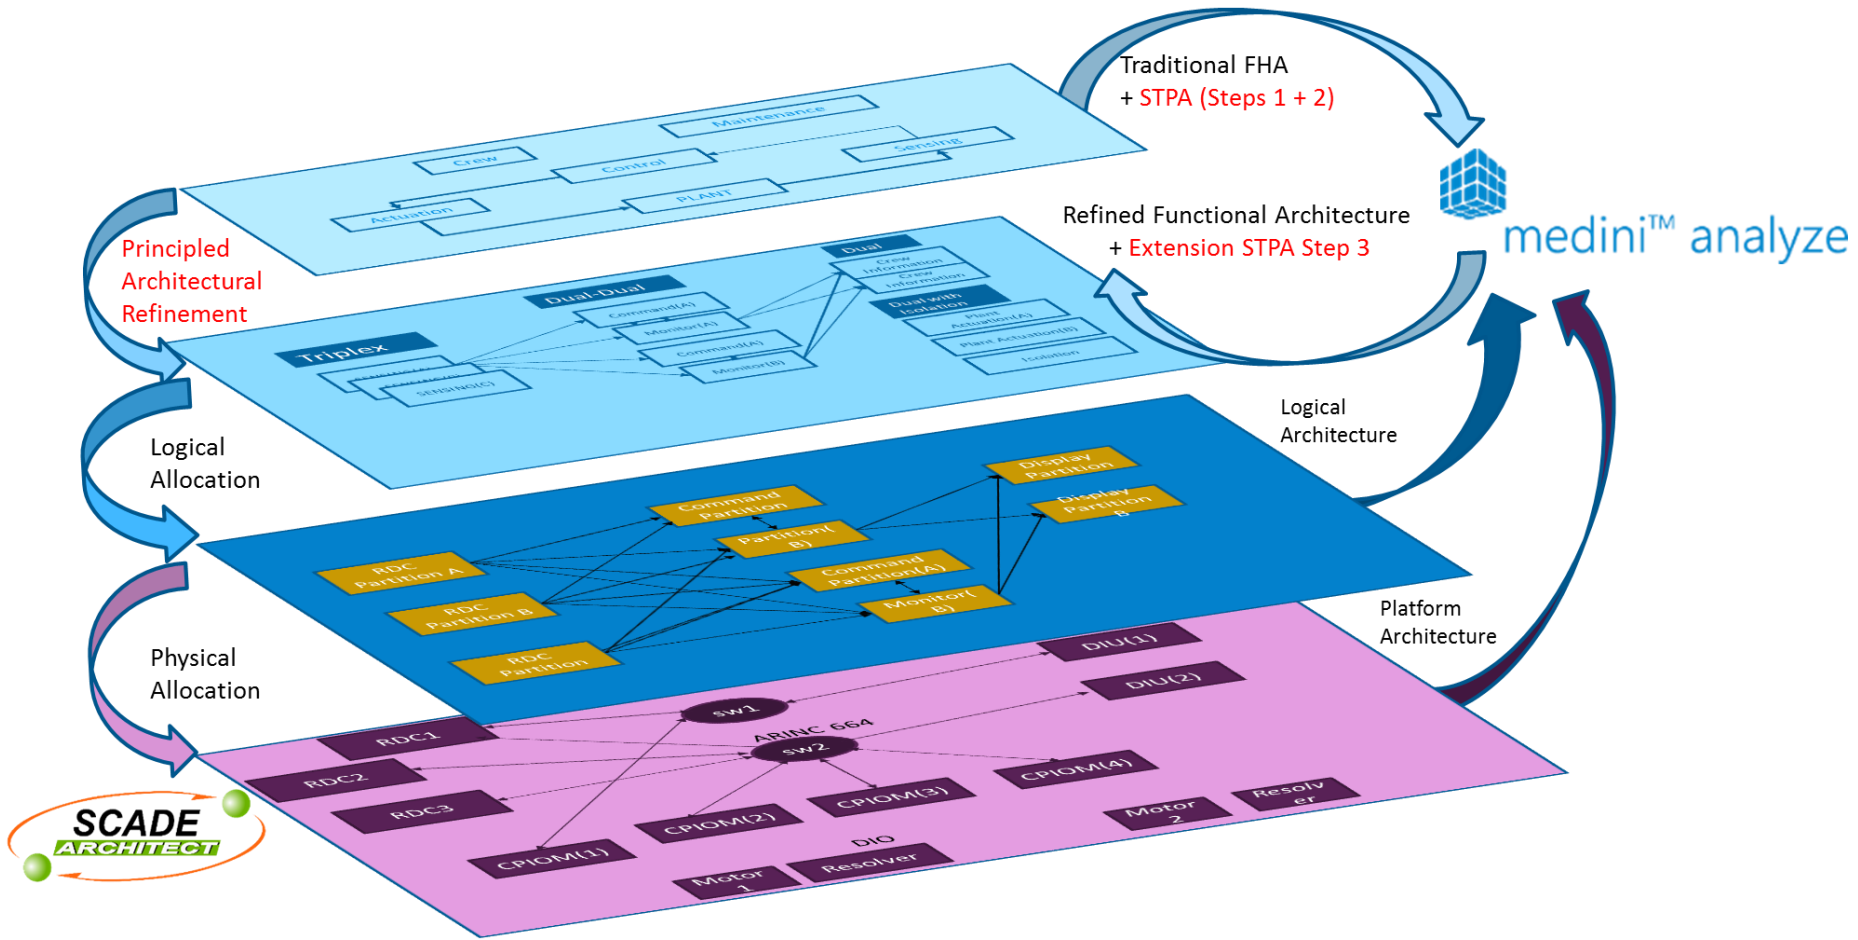 Traditional FHA
+ STPA (Steps 1 + 2)
Maintenance
Crew
Control
Sensing
PLANT
Actuation
medini™ analyze
Refined Functional Architecture
+ Extension STPA Step 3
Principled
Architectural
Refinement
Dual
Crew
Information
Crew
Information
Dual-Dual
Command(A)
Monitor(A)
Command(A)
Monitor(B)
Dual with
Isolation
Plant
Actuation(A)
Plant Actuation(B)
Isolation
Triplex
SENSING(C)
Logical
Allocation
Logical
Architecture
Display
Partition
Display
Partition
B
Command
Partition
Partition(
B)
Command
Partition(A)
Monitor(
B)
RDC
Partition A
RDC
Partition B
RDC
Partition
Physical
Allocation
Platform
Architecture
DIU(1)
DIU(2)
sw1
ARINC 664
sw2
RDC1
RDC2
RDC3
CPIOM(4)
CPIOM(3)
CPIOM(2)
CPIOM(1)
Motor
2
Resolv
er
DIO
Resolver
Motor
1
SCADE
ARCHITECT